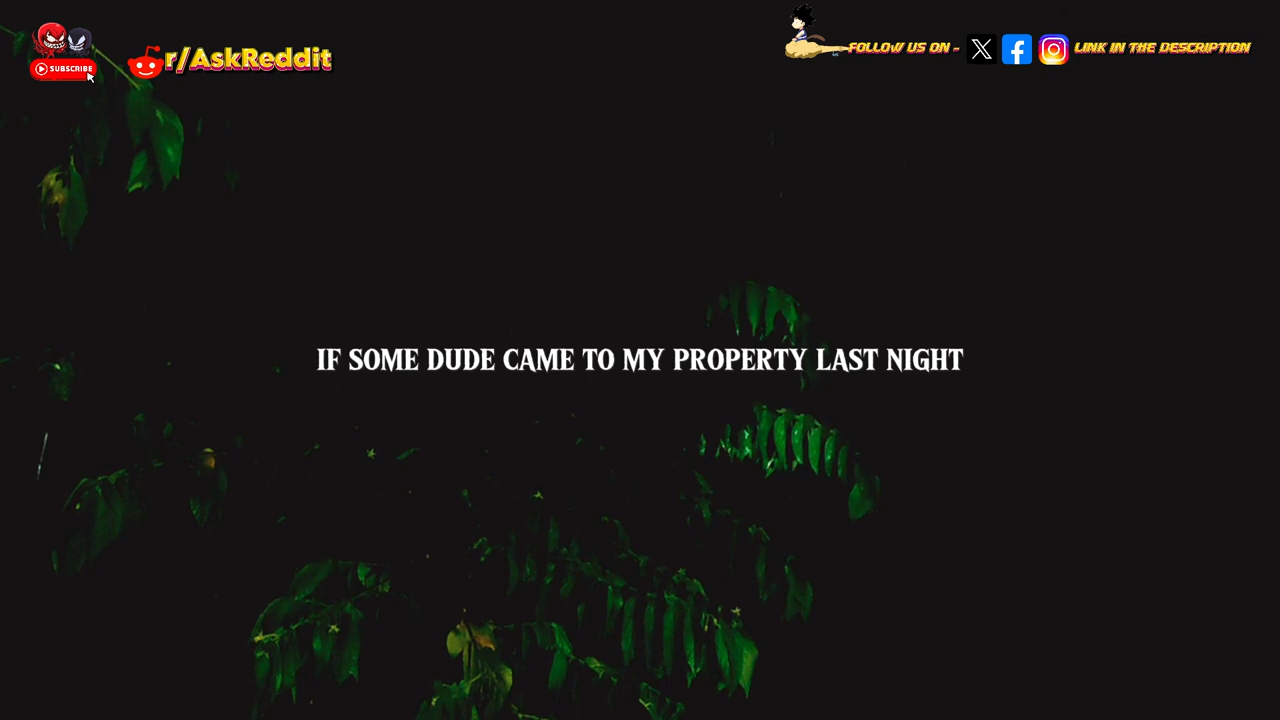 SUBSCRIBE
r/AskReddit
FOLLOW US ON -
LINK IN THE DESCRIPTION
IF SOME DUDE CAME TO MY PROPERTY LAST NIGHT